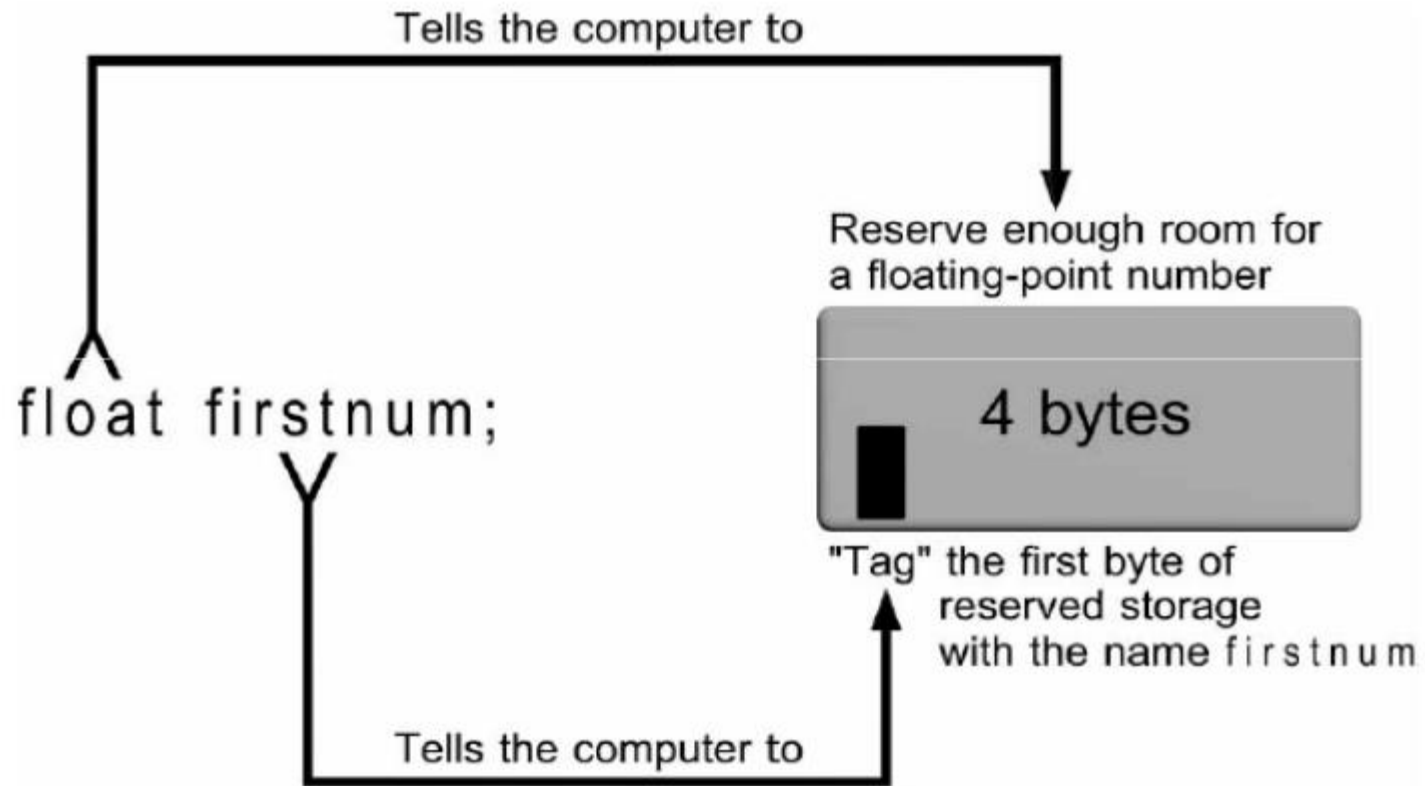 Tells the computer to
Reserve enough room for
a floating-point number
float firstnum;
4 bytes
"Tag" the first byte of
reserved storage
with the name firstnum
Tells the computer to